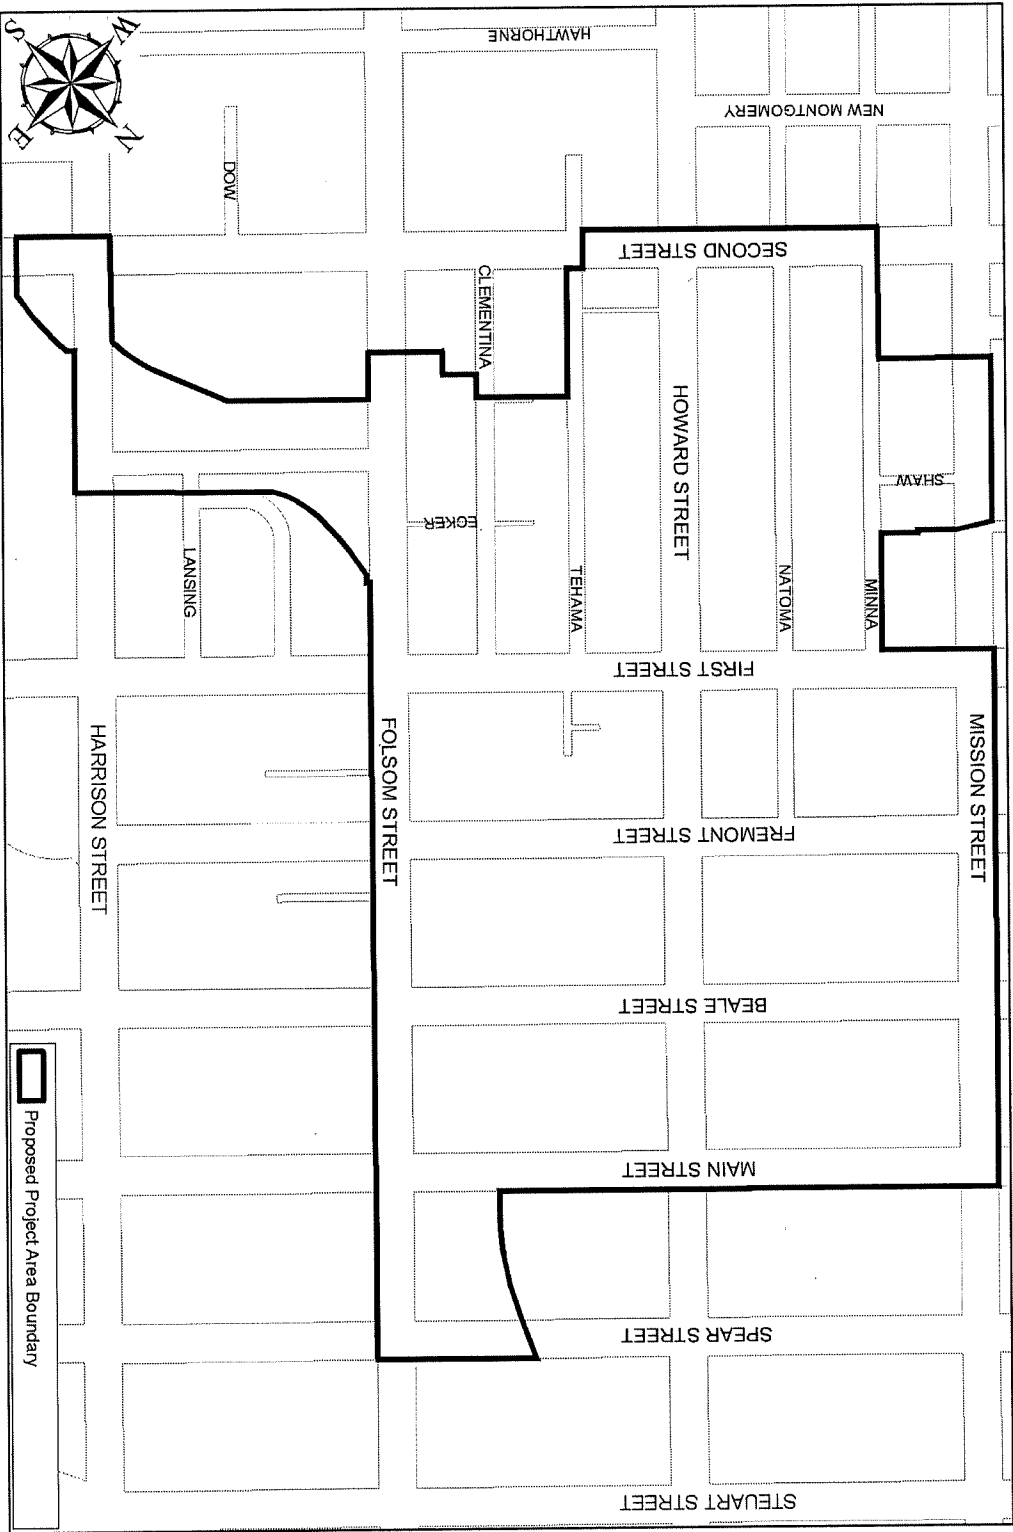 S
W
E
N
HAWTHORNE
NEW MONTGOMERY
DOW
SECOND STREET
CLEMENTINA
HOWARD STREET
SHAW
ECKER
LANSING
TEHAMA
NATOMA
MINNA
FIRST STREET
HARRISON STREET
FOLSOM STREET
MISSION STREET
FREMONT STREET
BEALE STREET
MAIN STREET
SPEAR STREET
STEUART STREET
Proposed Project Area Boundary